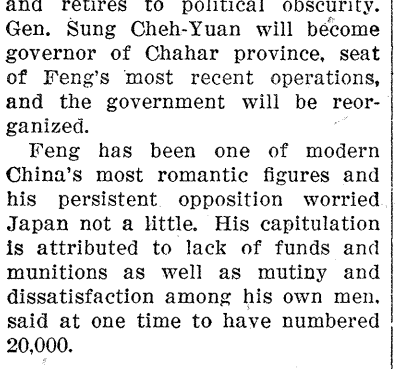 and retires to political obscurity.
Gen. Sung Cheh-Yuan will become
governor of Chahar province, seat
of Feng's most recent operations,
and the government will be reor-
ganized.
Feng has been one of modern
China's most romantic figures and
his persistent opposition worried
Japan not a little. His capitulation
is attributed to lack of funds and
munitions as well as mutiny and
dissatisfaction among his own men,
said at one time to have numbered
20,000.